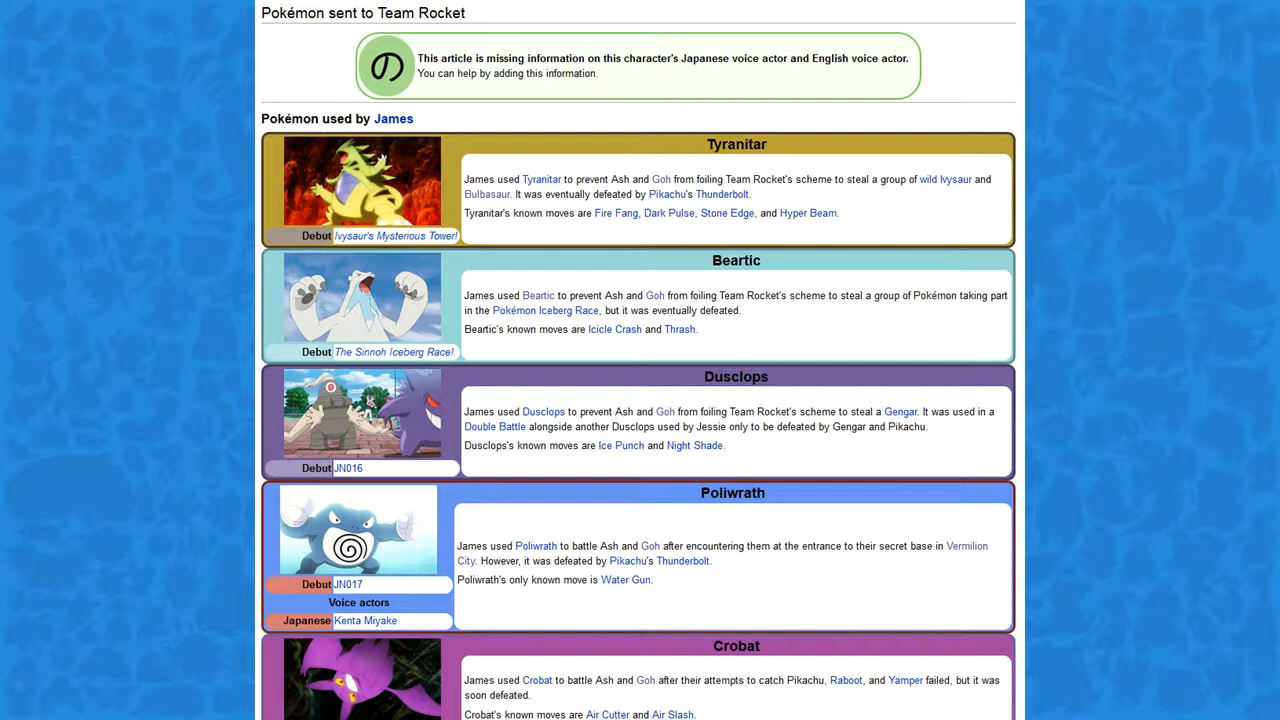 Pokémon sent to Team Rocket
の
This article is missing information on this character's Japanese voice actor and English voice actor.
You can help by adding this information.
Pokémon used by James
Tyranitar
James used Tyranitar to prevent Ash and Goh from foiling Team Rocket's scheme to steal a group of wild Ivysaur and
Bulbasaur. It was eventually defeated by Pikachu's Thunderbolt.
Tyranitar's known moves are Fire Fang, Dark Pulse, Stone Edge, and Hyper Beam.
Debut Ivysaur's Mysterious Tower!
Beartic
James used Beartic to prevent Ash and Goh from foiling Team Rocket's scheme to steal a group of Pokémon taking part
in the Pokémon Iceberg Race, but it was eventually defeated.
Beartic's known moves are Icicle Crash and Thrash.
Debut The Sinnoh Iceberg Race!
Dusclops
James used Dusclops to prevent Ash and Goh from foiling Team Rocket's scheme to steal a Gengar. It was used in a
Double Battle alongside another Dusclops used by Jessie only to be defeated by Gengar and Pikachu.
Dusclops's known moves are Ice Punch and Night Shade.
Debut JN016
Poliwrath
James used Poliwrath to battle Ash and Goh after encountering them at the entrance to their secret base in Vermilion
City. However, it was defeated by Pikachu's Thunderbolt.
Poliwrath's only known move is Water Gun.
Debut JN017
Voice actors
Japanese Kenta Miyake
Crobat
James used Crobat to battle Ash and Goh after their attempts to catch Pikachu, Raboot, and Yamper failed, but it was
soon defeated.
Crobat's known moves are Air Cutter and Air Slash.